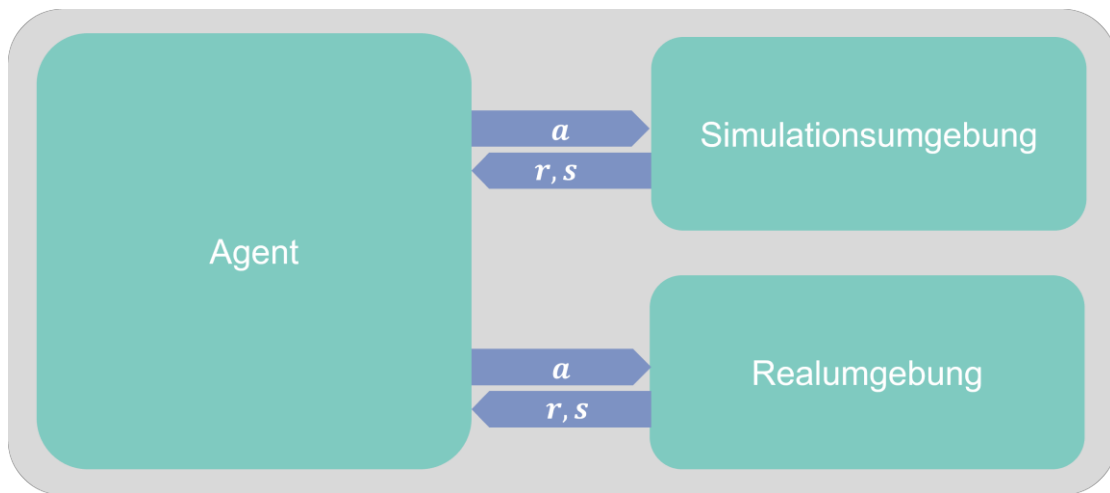 Agent
a
r, s
Simulationsumgebung
a
r, s
Realumgebung